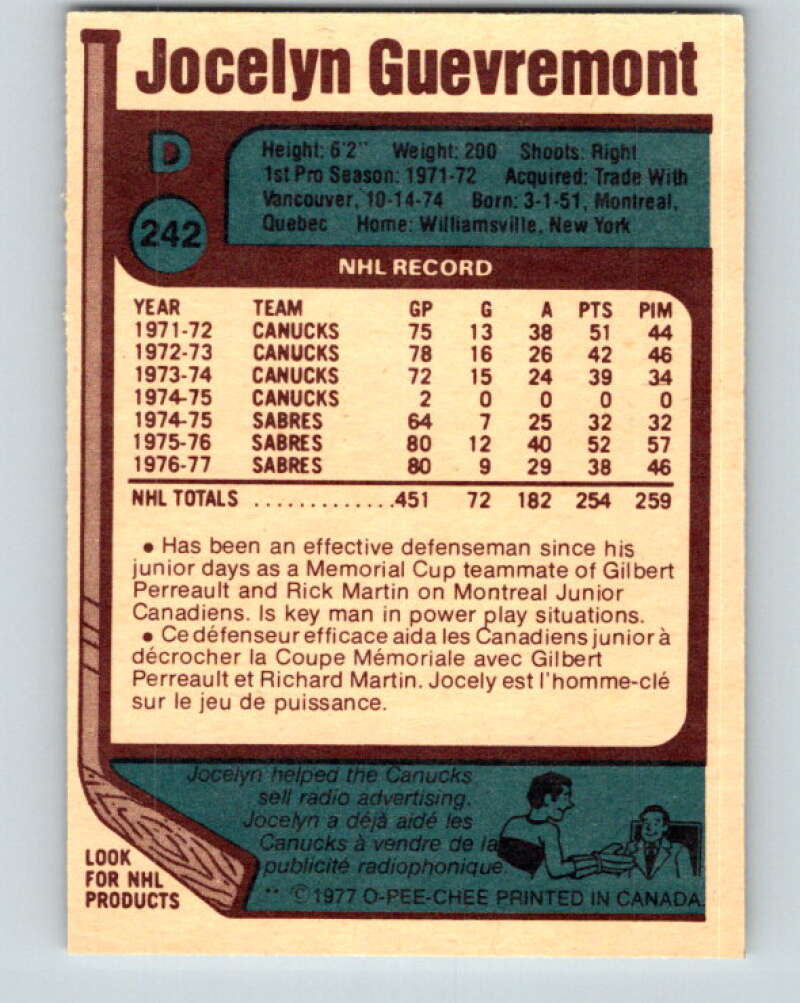 Jocelyn Guevremont
D
242
Height: 6'2" Weight: 200 Shoots: Right
1st Pro Season: 1971-72 Acquired: Trade With
Vancouver, 10-14-74 Born: 3-1-51, Montreal,
Quebec Home: Williamsville, New York
NHL RECORD
YEAR TEAM GP G A PTS PIM
1971-72 CANUCKS 75 13 38 51 44
1972-73 CANUCKS 78 16 26 42 46
1973-74 CANUCKS 72 15 24 39 34
1974-75 CANUCKS 2 0 0 0 0
1974-75 SABRES 64 7 25 32 32
1975-76 SABRES 80 12 40 52 57
1976-77 SABRES 80 9 29 38 46
NHL TOTALS .............451 72 182 254 259
• Has been an effective defenseman since his
junior days as a Memorial Cup teammate of Gilbert
Perreault and Rick Martin on Montreal Junior
Canadiens. Is key man in power play situations.
• Ce défenseur efficace aida les Canadiens junior à
décrocher la Coupe Mémoriale avec Gilbert
Perreault et Richard Martin. Jocely est l'homme-clé
sur le jeu de puissance.
Jocelyn helped the Canucks
sell radio advertising.
Jocelyn a déjà aidé les
Canucks à vendre de la
publicité radiophonique.
LOOK
FOR NHL
PRODUCTS
** ©1977 O-PEE-CHEE PRINTED IN CANADA